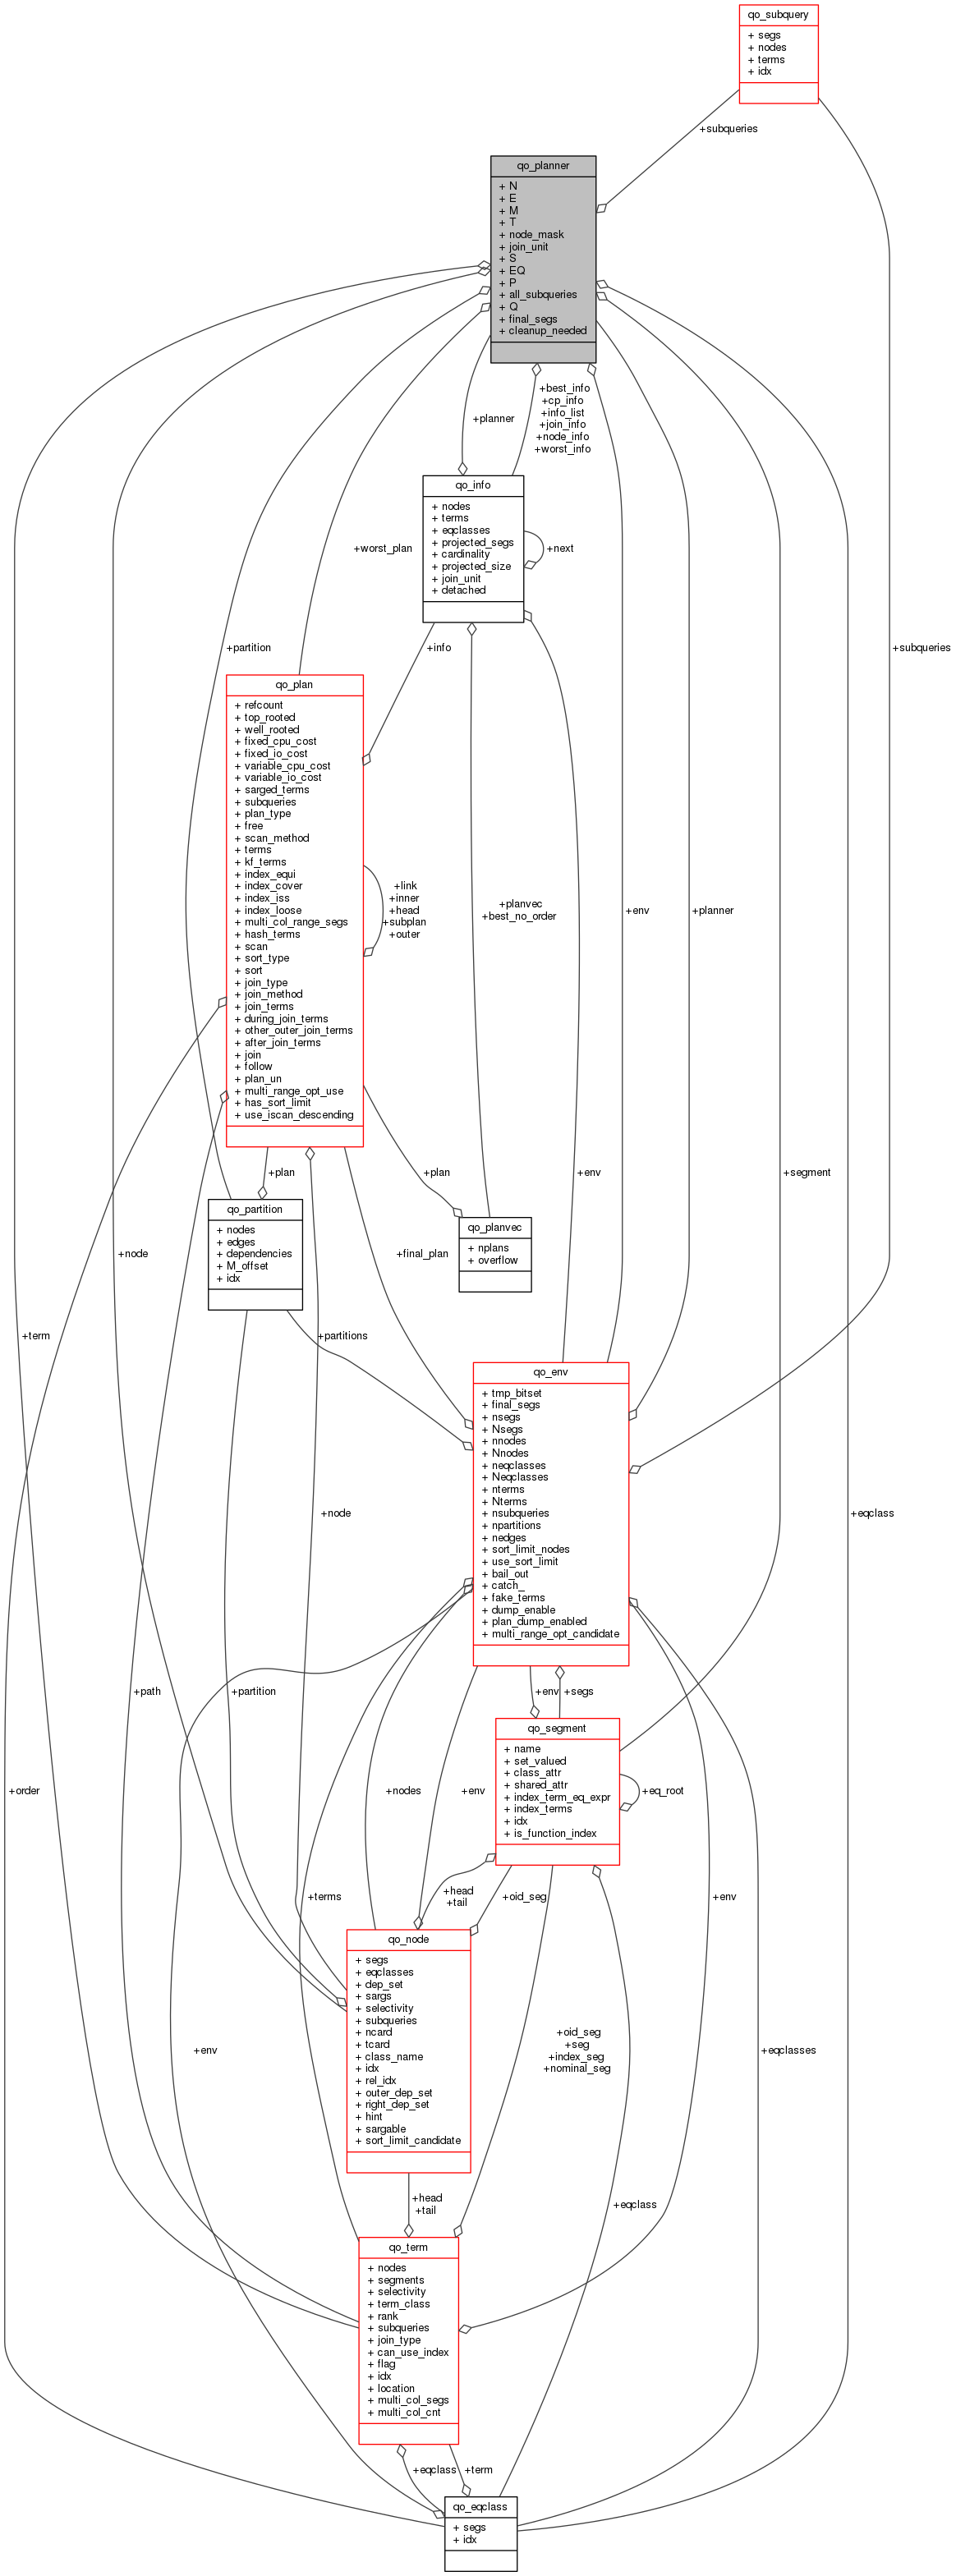 qo_subquery
+ segs
+ nodes
+ terms
+ idx
+subqueries
qo_planner
+ N
+ E
+ M
+ T
+ node_mask
+ join_unit
+ S
+ EQ
+ P
+ all_subqueries
+ Q
+ final_segs
+ cleanup_needed
+planner
+best_info
+cp_info
+info_list
+join_info
+node_info
+worst_info
qo_info
+ nodes
+ terms
+ eqclasses
+ projected_segs
+ cardinality
+ projected_size
+ join_unit
+ detached
+next
+worst_plan
+partition
+info
+subqueries
qo_plan
+ refcount
+ top_rooted
+ well_rooted
+ fixed_cpu_cost
+ fixed_io_cost
+ variable_cpu_cost
+ variable_io_cost
+ sarged_terms
+ subqueries
+ plan_type
+ free
+ scan_method
+ terms
+ kf_terms
+ index_equi
+ index_cover
+ index_iss
+ index_loose
+ multi_col_range_segs
+ hash_terms
+ scan
+ sort_type
+ sort
+ join_type
+ join_method
+ join_terms
+ during_join_terms
+ other_outer_join_terms
+ after_join_terms
+ join
+ follow
+ plan_un
+ multi_range_opt_use
+ has_sort_limit
+ use_iscan_descending
+link
+inner
+head
+subplan
+outer
+planvec
+best_no_order
+env
+planner
+plan
+plan
+env
+segment
qo_partition
+ nodes
+ edges
+ dependencies
+ M_offset
+ idx
qo_planvec
+ nplans
+ overflow
+node
+final_plan
+term
+partitions
qo_env
+ tmp_bitset
+ final_segs
+ nsegs
+ Nsegs
+ nnodes
+ Nnodes
+ neqclasses
+ Neqclasses
+ nterms
+ Nterms
+ nsubqueries
+ npartitions
+ nedges
+ sort_limit_nodes
+ use_sort_limit
+ bail_out
+ catch_
+ fake_terms
+ dump_enable
+ plan_dump_enabled
+ multi_range_opt_candidate
+node
+eqclass
+path
+partition
+env
+segs
qo_segment
+ name
+ set_valued
+ class_attr
+ shared_attr
+ index_term_eq_expr
+ index_terms
+ idx
+ is_function_index
+eq_root
+order
+nodes
+env
+terms
+head
+tail
+oid_seg
+env
qo_node
+ segs
+ eqclasses
+ dep_set
+ sargs
+ selectivity
+ subqueries
+ ncard
+ tcard
+ class_name
+ idx
+ rel_idx
+ outer_dep_set
+ right_dep_set
+ hint
+ sargable
+ sort_limit_candidate
+env
+oid_seg
+seg
+index_seg
+nominal_seg
+eqclasses
+head
+tail
+eqclass
qo_term
+ nodes
+ segments
+ selectivity
+ term_class
+ rank
+ subqueries
+ join_type
+ can_use_index
+ flag
+ idx
+ location
+ multi_col_segs
+ multi_col_cnt
+eqclass
+term
qo_eqclass
+ segs
+ idx